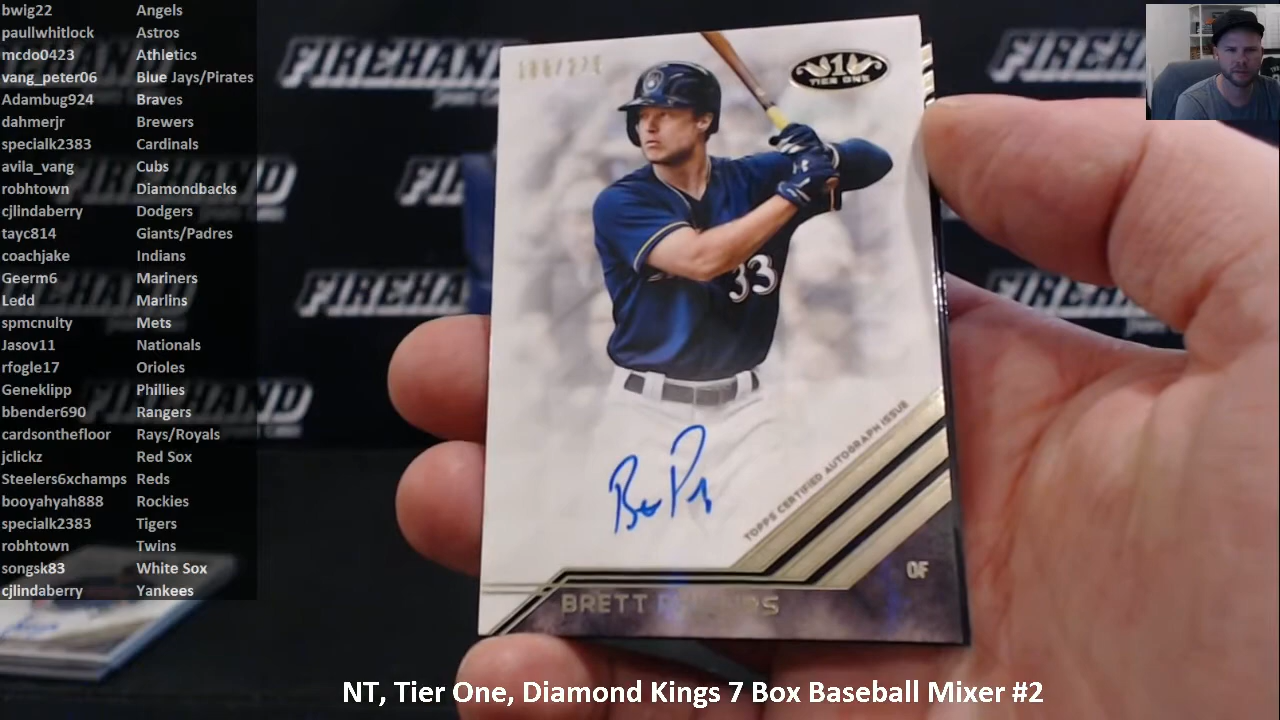 bwig22 Angels
paullwhitlock Astros
mcdo0423 Athletics
vang_peter06 Blue Jays/Pirates
Adambug924 Braves
dahmerjr Brewers
specialk2383 Cardinals
avila_vang Cubs
robhtown Diamondbacks
cjlindaberry Dodgers
tayc814 Giants/Padres
coachjake Indians
Geerm6 Mariners
Ledd Marlins
spmcnulty Mets
Jasov11 Nationals
rfogle17 Orioles
Geneklipp Phillies
bbender690 Rangers
cardsonthefloor Rays/Royals
jclickz Red Sox
Steelers6xchamps Reds
booyahyah888 Rockies
specialk2383 Tigers
robhtown Twins
songsk83 White Sox
cjlindaberry Yankees
FIREHAND
FIREHA
1
TIER ONE
33
TOPPS CERTIFIED AUTOGRAPH ISSUE
OF
BRETT
NT, Tier One, Diamond Kings 7 Box Baseball Mixer #2